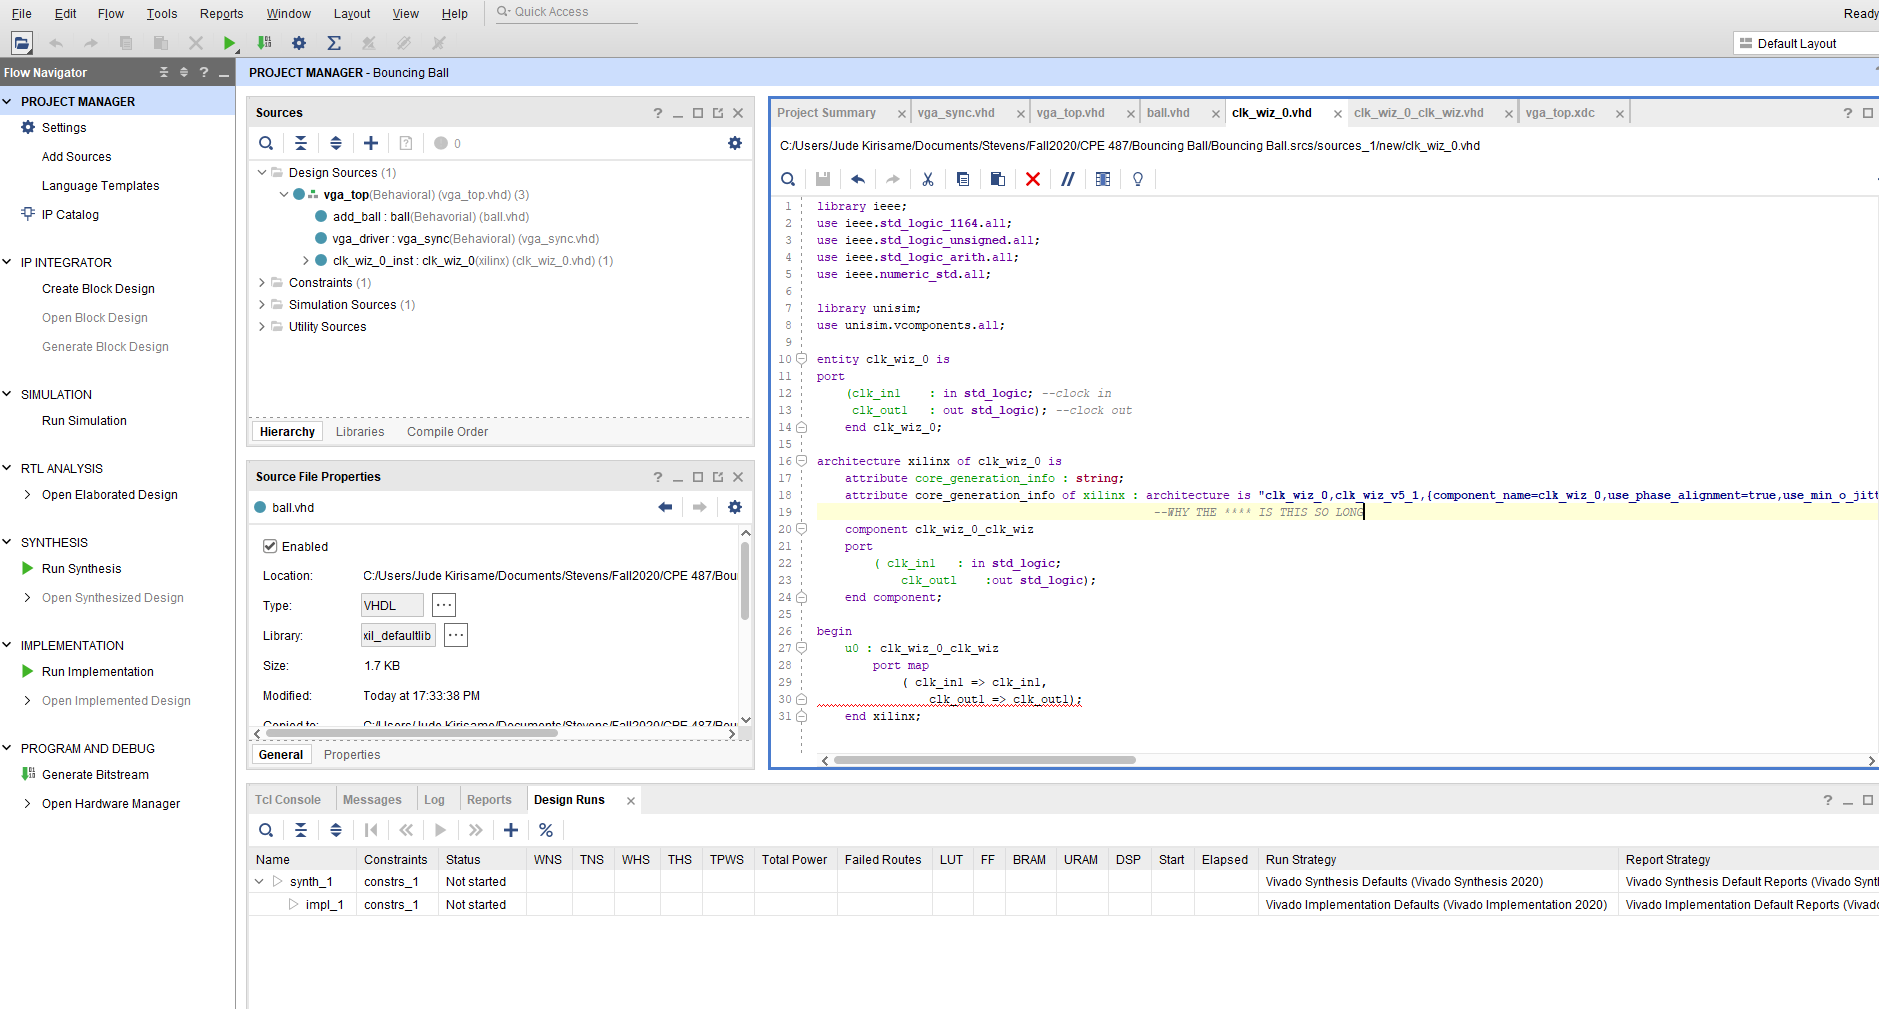 File Edit Flow Tools Reports Window Layout View Help Quick Access Ready
Default Layout
Flow Navigator ? _
PROJECT MANAGER - Bouncing Ball
PROJECT MANAGER
Settings
Add Sources
Language Templates
IP Catalog
IP INTEGRATOR
Create Block Design
Open Block Design
Generate Block Design
SIMULATION
Run Simulation
RTL ANALYSIS
Open Elaborated Design
SYNTHESIS
Run Synthesis
Open Synthesized Design
IMPLEMENTATION
Run Implementation
Open Implemented Design
PROGRAM AND DEBUG
Generate Bitstream
Open Hardware Manager
Sources
0
Design Sources (1)
vga_top(Behavioral) (vga_top.vhd) (3)
add_ball : ball(Behavorial) (ball.vhd)
vga_driver : vga_sync(Behavioral) (vga_sync.vhd)
clk_wiz_0_inst : clk_wiz_0(xilinx) (clk_wiz_0.vhd) (1)
Constraints (1)
Simulation Sources (1)
Utility Sources
Hierarchy Libraries Compile Order
Source File Properties
ball.vhd
Enabled
Location: C:/Users/Jude Kirisame/Documents/Stevens/Fall2020/CPE 487/Bou
Type: VHDL ...
Library: xil_defaultlib ...
Size: 1.7 KB
Modified: Today at 17:33:38 PM
Copied to: C:/Users/Jude Kirisame/Documents/Stevens/Fall2020/CPE 487/Bou
General Properties
Project Summary vga_sync.vhd vga_top.vhd ball.vhd clk_wiz_0.vhd clk_wiz_0_clk_wiz.vhd vga_top.xdc
C:/Users/Jude Kirisame/Documents/Stevens/Fall2020/CPE 487/Bouncing Ball/Bouncing Ball.srcs/sources_1/new/clk_wiz_0.vhd
1 library ieee;
2 use ieee.std_logic_1164.all;
3 use ieee.std_logic_unsigned.all;
4 use ieee.std_logic_arith.all;
5 use ieee.numeric_std.all;
6
7 library unisim;
8 use unisim.vcomponents.all;
9
10 entity clk_wiz_0 is
11 port
12 (clk_in1 : in std_logic; --clock in
13 clk_out1 : out std_logic); --clock out
14 end clk_wiz_0;
15
16 architecture xilinx of clk_wiz_0 is
17 attribute core_generation_info : string;
18 attribute core_generation_info of xilinx : architecture is "clk_wiz_0,clk_wiz_v5_1,{component_name=clk_wiz_0,use_phase_alignment=true,use_min_o_jitt
19 --WHY THE **** IS THIS SO LONG
20 component clk_wiz_0_clk_wiz
21 port
22 ( clk_in1 : in std_logic;
23 clk_out1 :out std_logic);
24 end component;
25
26 begin
27 u0 : clk_wiz_0_clk_wiz
28 port map
29 ( clk_in1 => clk_in1,
30 clk_out1 => clk_out1);
31 end xilinx;
Tcl Console Messages Log Reports Design Runs
Name Constraints Status WNS TNS WHS THS TPWS Total Power Failed Routes LUT FF BRAM URAM DSP Start Elapsed Run Strategy Report Strategy
synth_1 constrs_1 Not started Vivado Synthesis Defaults (Vivado Synthesis 2020) Vivado Synthesis Default Reports (Vivado Synt
impl_1 constrs_1 Not started Vivado Implementation Defaults (Vivado Implementation 2020) Vivado Implementation Default Reports (Vivado